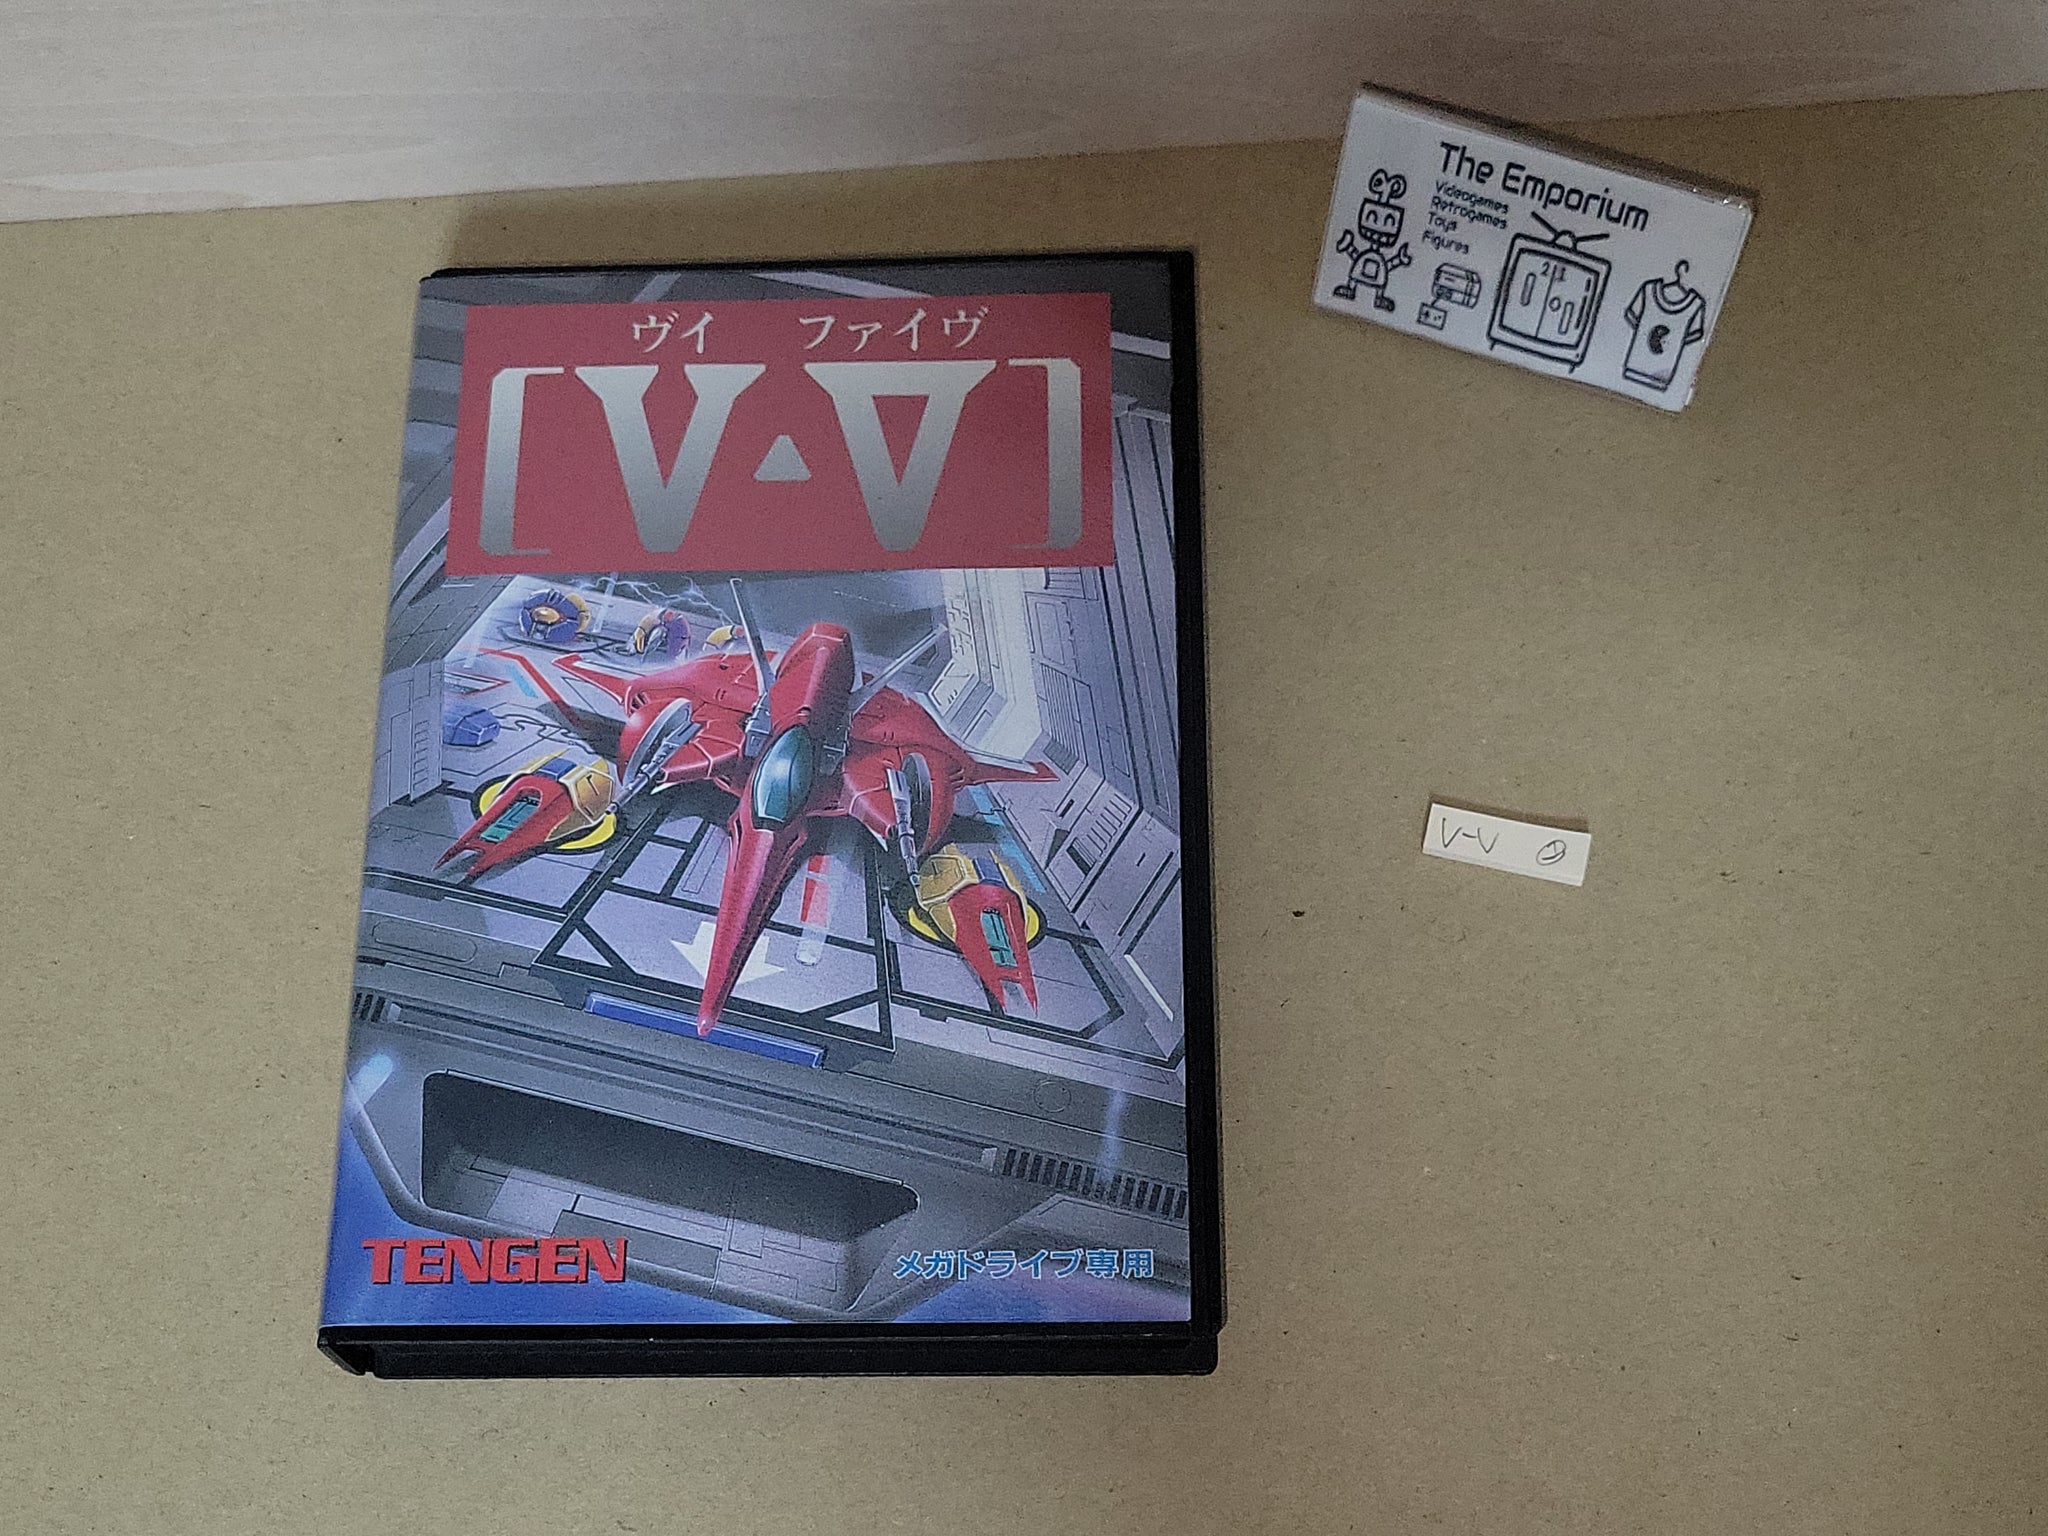 ヴイ ファイヴ
[V▲V]
TENGEN
メガドライブ専用
The Emporium
Videogames
Retrogames
Toys
Figures
V-V ①